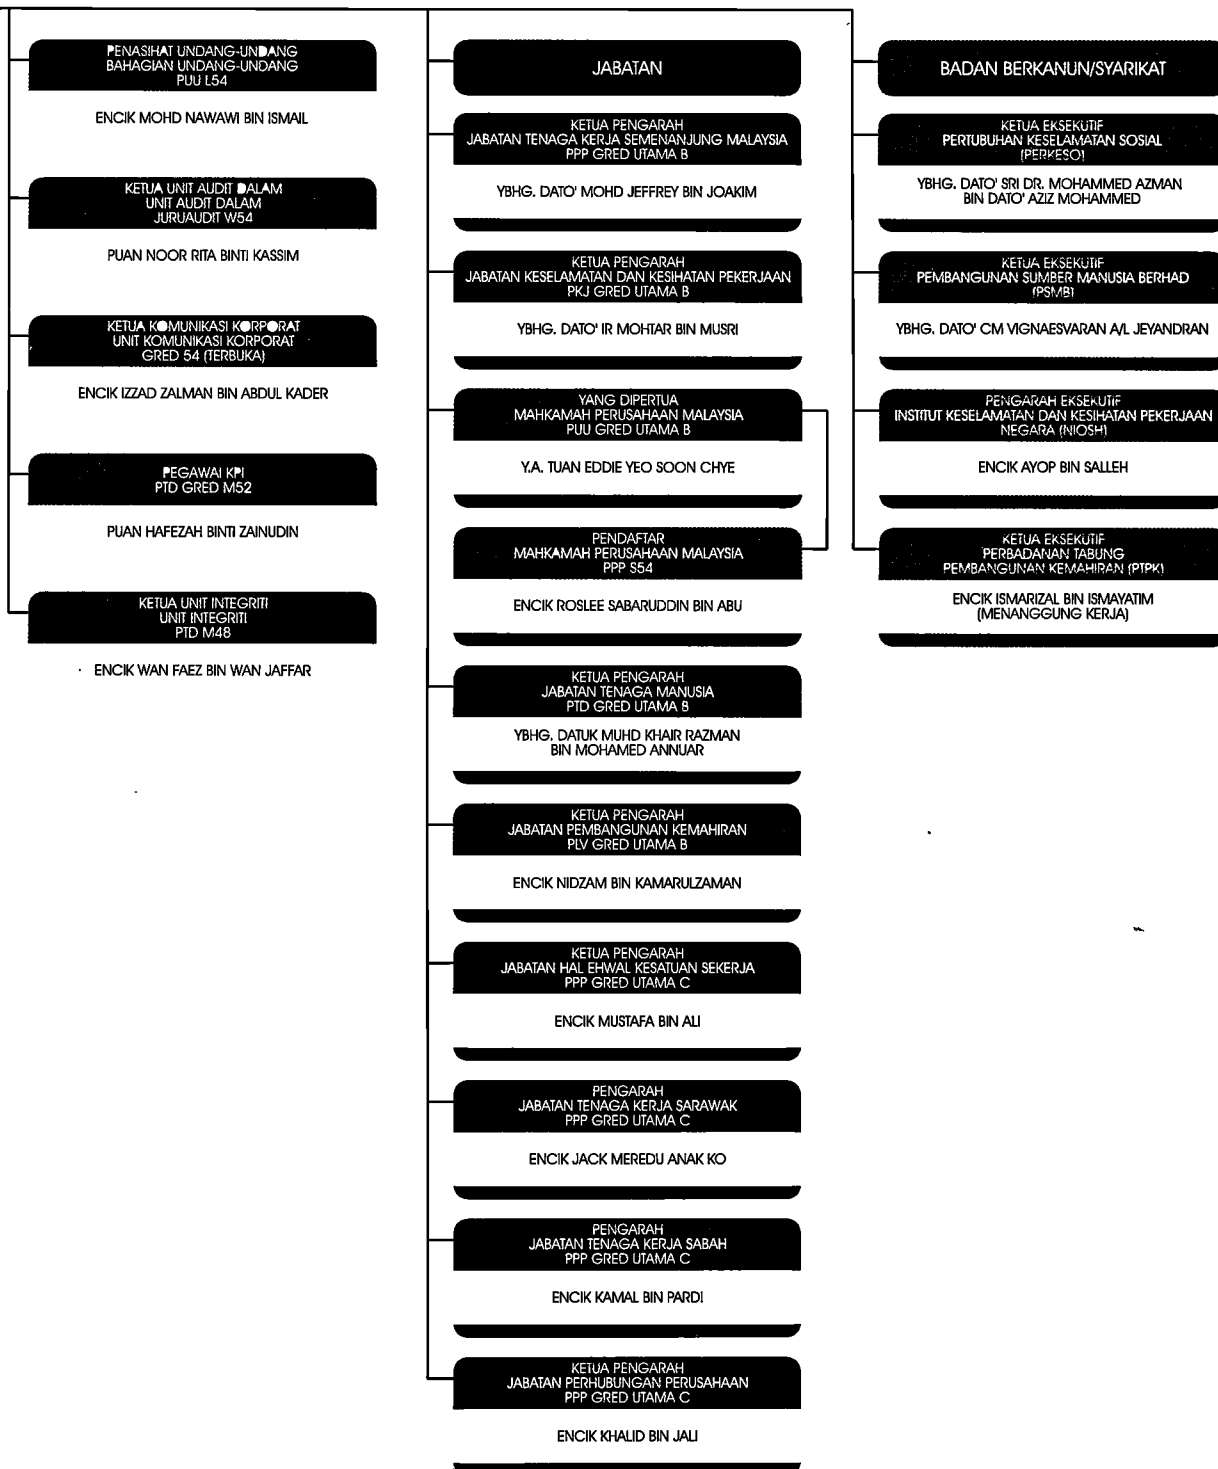 PENASIHAT UNDANG-UNDANG
BAHAGIAN UNDANG-UNDANG
PUU L54
ENCIK MOHD NAWAWI BIN ISMAIL
KETUA UNIT AUDIT DALAM
UNIT AUDIT DALAM
JURUAUDIT W54
PUAN NOOR RITA BINTI KASSIM
KETUA KOMUNIKASI KORPORAT
UNIT KOMUNIKASI KORPORAT
GRED 54 (TERBUKA)
ENCIK IZZAD ZALMAN BIN ABDUL KADER
PEGAWAI KPI
PTD GRED M52
PUAN HAFEZAH BINTI ZAINUDIN
KETUA UNIT INTEGRITI
UNIT INTEGRITI
PTD M48
ENCIK WAN FAEZ BIN WAN JAFFAR
JABATAN
KETUA PENGARAH
JABATAN TENAGA KERJA SEMENANJUNG MALAYSIA
PPP GRED UTAMA B
YBHG. DATO' MOHD JEFFREY BIN JOAKIM
KETUA PENGARAH
JABATAN KESELAMATAN DAN KESIHATAN PEKERJAAN
PKJ GRED UTAMA B
YBHG. DATO' IR MOHTAR BIN MUSRI
YANG DIPERTUA
MAHKAMAH PERUSAHAAN MALAYSIA
PUU GRED UTAMA B
Y.A. TUAN EDDIE YEO SOON CHYE
PENDAFTAR
MAHKAMAH PERUSAHAAN MALAYSIA
PPP S54
ENCIK ROSLEE SABARUDDIN BIN ABU
KETUA PENGARAH
JABATAN TENAGA MANUSIA
PTD GRED UTAMA B
YBHG. DATUK MUHD KHAIR RAZMAN
BIN MOHAMED ANNUAR
KETUA PENGARAH
JABATAN PEMBANGUNAN KEMAHIRAN
PLV GRED UTAMA B
ENCIK NIDZAM BIN KAMARULZAMAN
KETUA PENGARAH
JABATAN HAL EHWAL KESATUAN SEKERJA
PPP GRED UTAMA C
ENCIK MUSTAFA BIN ALI
PENGARAH
JABATAN TENAGA KERJA SARAWAK
PPP GRED UTAMA C
ENCIK JACK MEREDU ANAK KO
PENGARAH
JABATAN TENAGA KERJA SABAH
PPP GRED UTAMA C
ENCIK KAMAL BIN PARDI
KETUA PENGARAH
JABATAN PERHUBUNGAN PERUSAHAAN
PPP GRED UTAMA C
ENCIK KHALID BIN JALI
BADAN BERKANUN/SYARIKAT
KETUA EKSEKUTIF
PERTUBUHAN KESELAMATAN SOSIAL
(PERKESO)
YBHG. DATO' SRI DR. MOHAMMED AZMAN
BIN DATO' AZIZ MOHAMMED
KETUA EKSEKUTIF
PEMBANGUNAN SUMBER MANUSIA BERHAD
(PSMB)
YBHG. DATO' CM VIGNAESVARAN A/L JEYANDRAN
PENGARAH EKSEKUTIF
INSTITUT KESELAMATAN DAN KESIHATAN PEKERJAAN
NEGARA (NIOSH)
ENCIK AYOP BIN SALLEH
KETUA EKSEKUTIF
PERBADANAN TABUNG
PEMBANGUNAN KEMAHIRAN (PTPK)
ENCIK ISMARIZAL BIN ISMAYATIM
(MENANGGUNG KERJA)